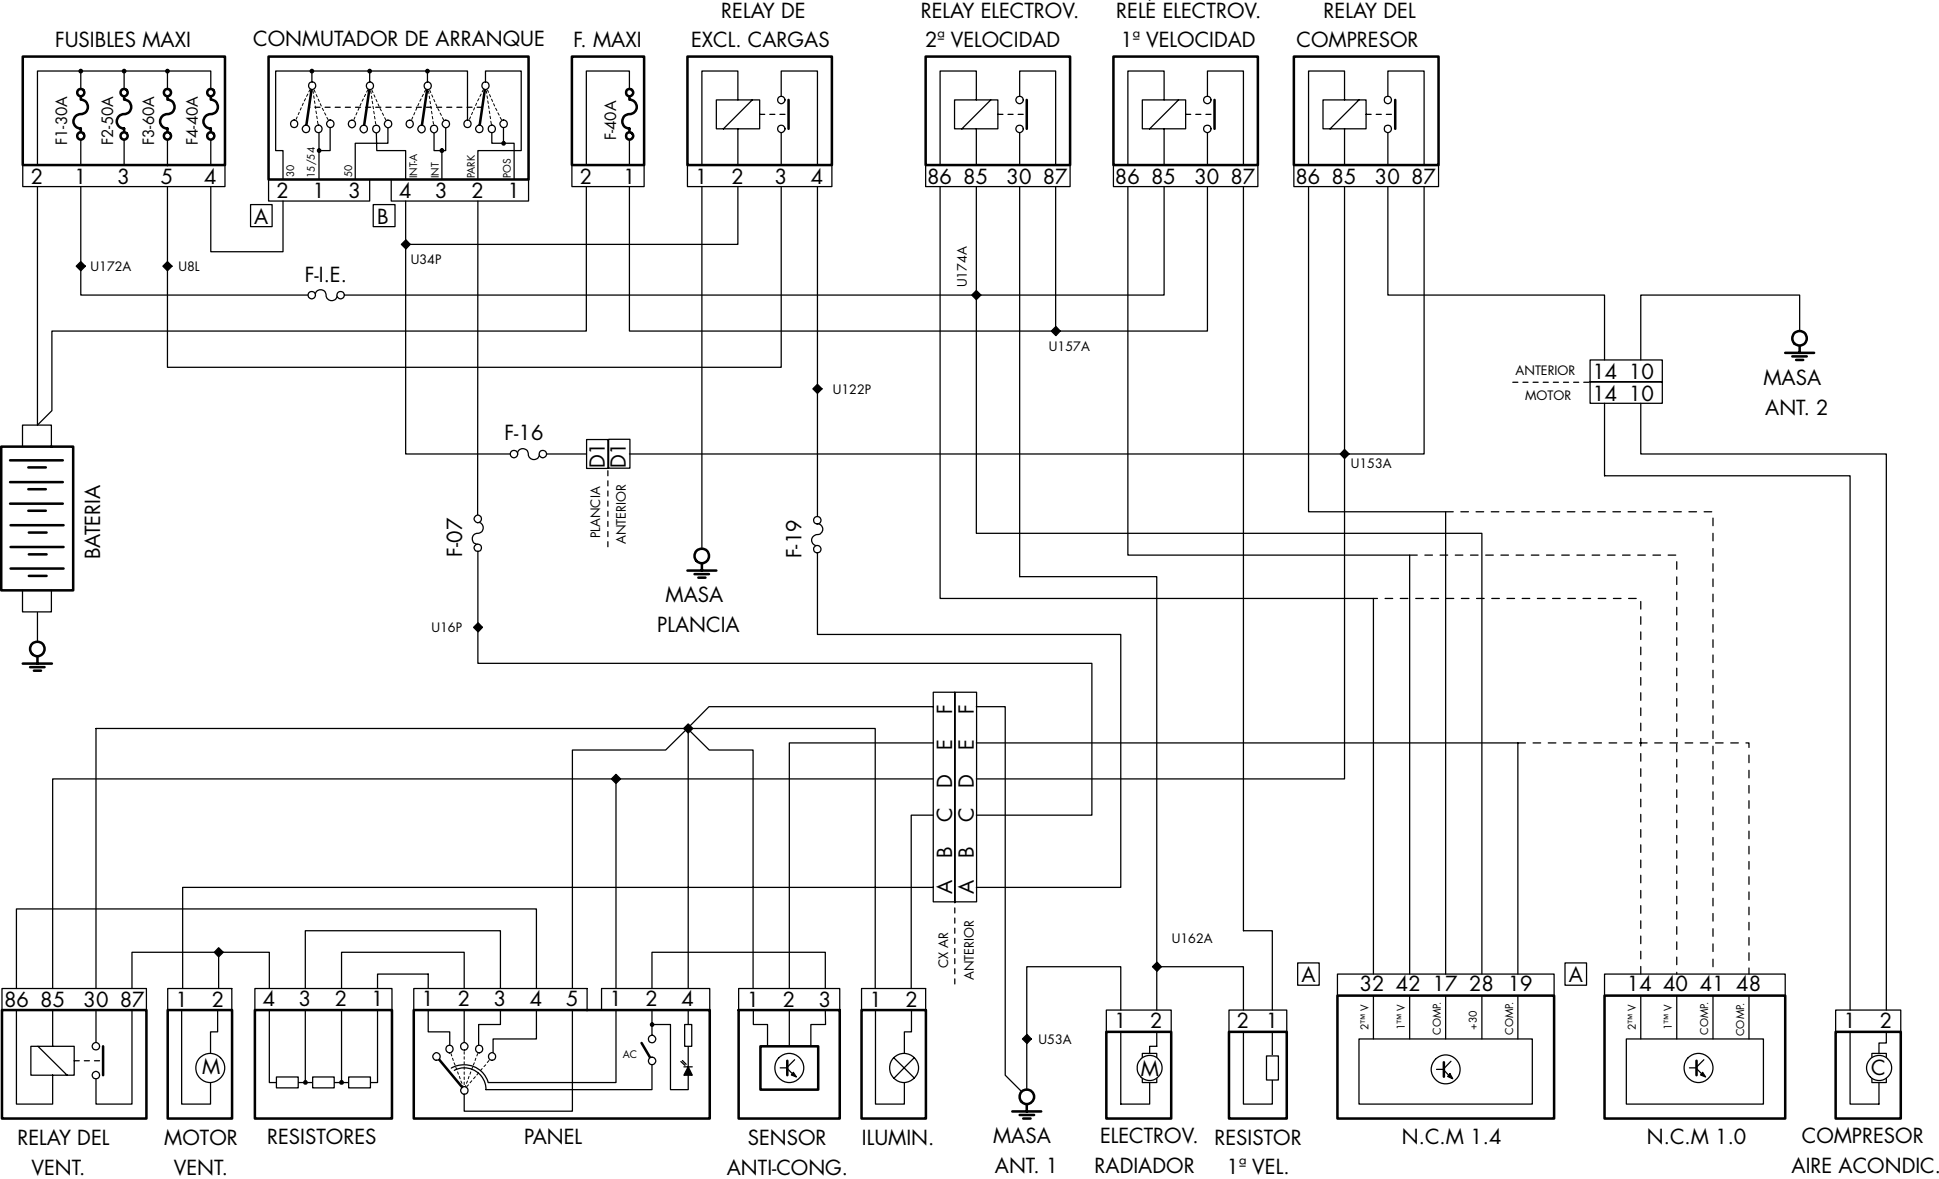 RELAY DE
RELAY ELECTROV.
RELÉ ELECTROV.
RELAY DEL
FUSIBLES MAXI
CONMUTADOR DE ARRANQUE
F. MAXI
EXCL. CARGAS
2ª VELOCIDAD
1ª VELOCIDAD
COMPRESOR
F1-30A
F2-50A
F3-60A
F4-40A
F-40A
30
15/54
50
INT-A
INT
PARK
POS
2 1 3 5 4
2 1 3
4 3 2 1
2 1
1 2 3 4
86 85 30 87
86 85 30 87
86 85 30 87
A
B
U34P
U172A
U8L
F-I.E.
U174A
U157A
ANTERIOR
14 10
MOTOR
14 10
MASA
ANT. 2
U122P
F-16
D1 D1
U153A
PLANCIA
ANTERIOR
BATERIA
F-07
F-19
MASA
PLANCIA
U16P
F F
E E
D D
C C
B B
A A
CX AR
ANTERIOR
U162A
U53A
A
32 42 17 28 19
A
14 40 41 48
86 85 30 87
1 2
4 3 2 1
1 2 3 4 5
1 2 4
1 2 3
1 2
1 2
2 1
1 2
2™ V
1™ V
COMP.
+30
COMP.
2™ V
1™ V
COMP.
COMP.
AC
M
M
C
RELAY DEL
VENT.
MOTOR
VENT.
RESISTORES
PANEL
SENSOR
ANTI-CONG.
ILUMIN.
MASA
ANT. 1
ELECTROV.
RADIADOR
RESISTOR
1ª VEL.
N.C.M 1.4
N.C.M 1.0
COMPRESOR
AIRE ACONDIC.